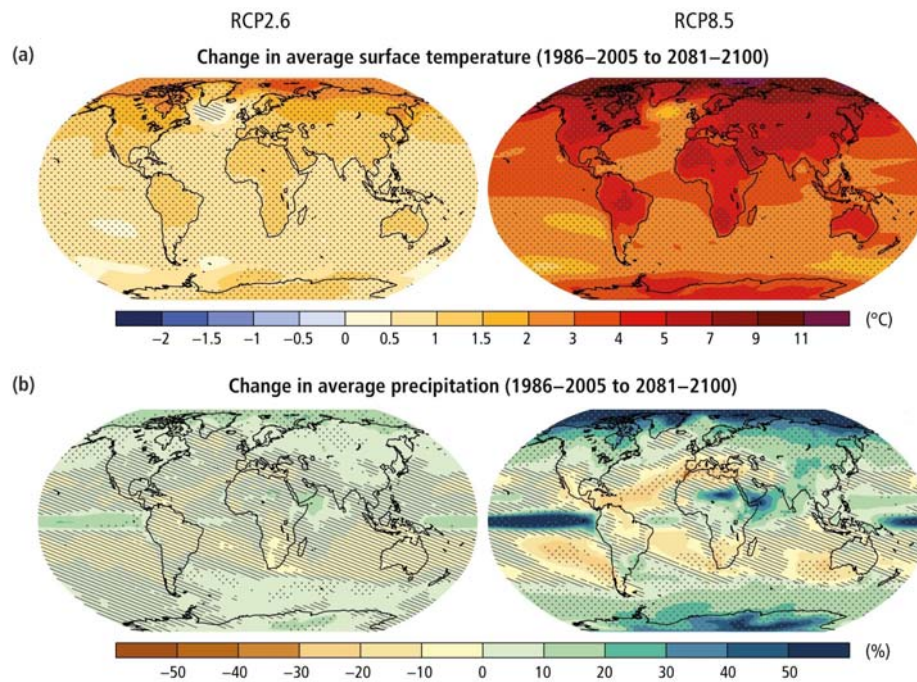 RCP2.6 RCP8.5
(a) Change in average surface temperature (1986–2005 to 2081–2100)
(°C)
−2 −1.5 −1 −0.5 0 0.5 1 1.5 2 3 4 5 7 9 11
(b) Change in average precipitation (1986–2005 to 2081–2100)
(%)
−50 −40 −30 −20 −10 0 10 20 30 40 50